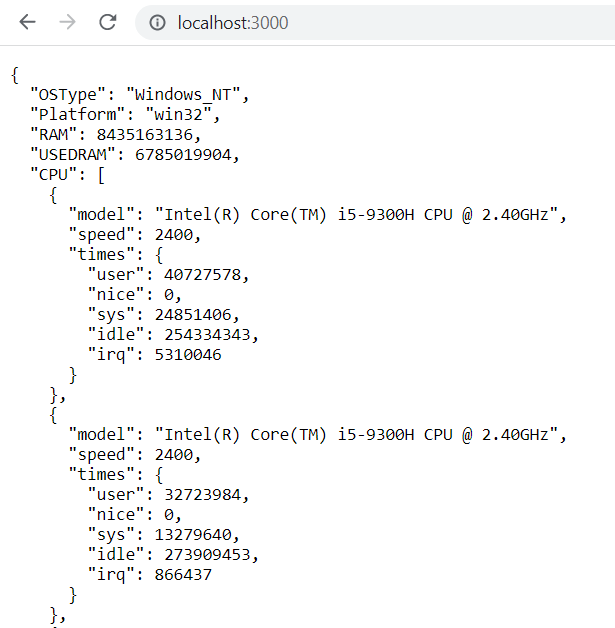 localhost:3000
{
  "OSType": "Windows_NT",
  "Platform": "win32",
  "RAM": 8435163136,
  "USEDRAM": 6785019904,
  "CPU": [
    {
      "model": "Intel(R) Core(TM) i5-9300H CPU @ 2.40GHz",
      "speed": 2400,
      "times": {
        "user": 40727578,
        "nice": 0,
        "sys": 24851406,
        "idle": 254334343,
        "irq": 5310046
      }
    },
    {
      "model": "Intel(R) Core(TM) i5-9300H CPU @ 2.40GHz",
      "speed": 2400,
      "times": {
        "user": 32723984,
        "nice": 0,
        "sys": 13279640,
        "idle": 273909453,
        "irq": 866437
      }
    },